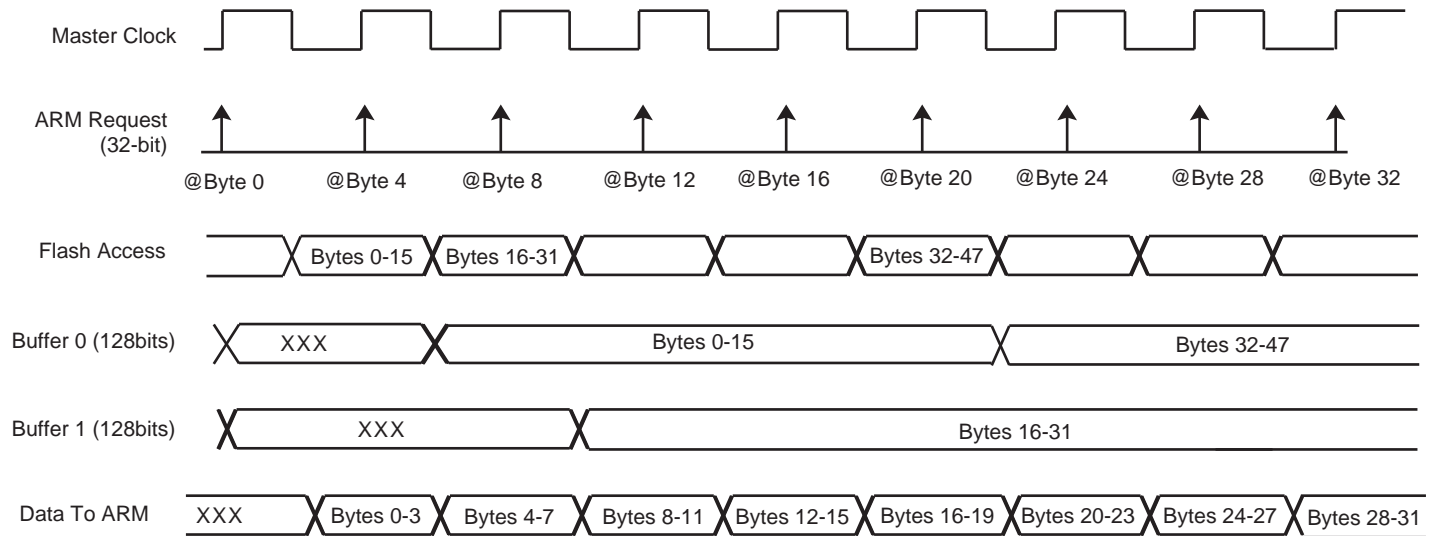 Master Clock
ARM Request
(32-bit)
@Byte 0 @Byte 4 @Byte 8 @Byte 12 @Byte 16 @Byte 20 @Byte 24 @Byte 28 @Byte 32
Flash Access Bytes 0-15 Bytes 16-31 Bytes 32-47
Buffer 0 (128bits) XXX Bytes 0-15 Bytes 32-47
Buffer 1 (128bits) XXX Bytes 16-31
Data To ARM XXX Bytes 0-3 Bytes 4-7 Bytes 8-11 Bytes 12-15 Bytes 16-19 Bytes 20-23 Bytes 24-27 Bytes 28-31